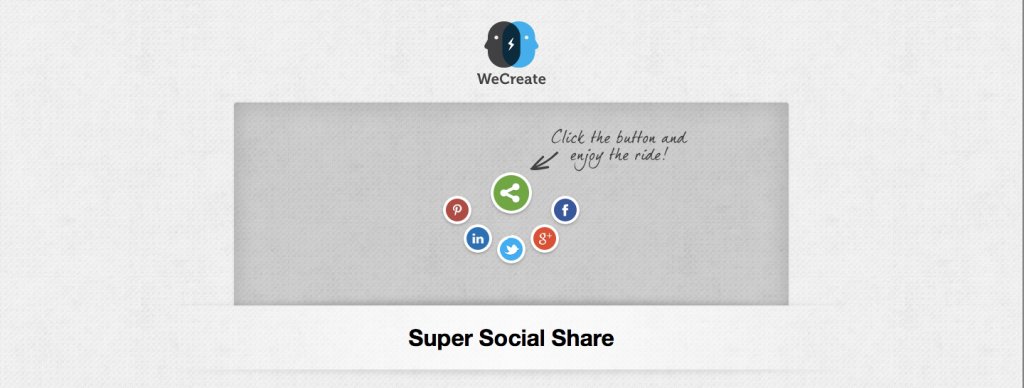 WeCreate
Click the button and
enjoy the ride!
in
f
g+
Super Social Share